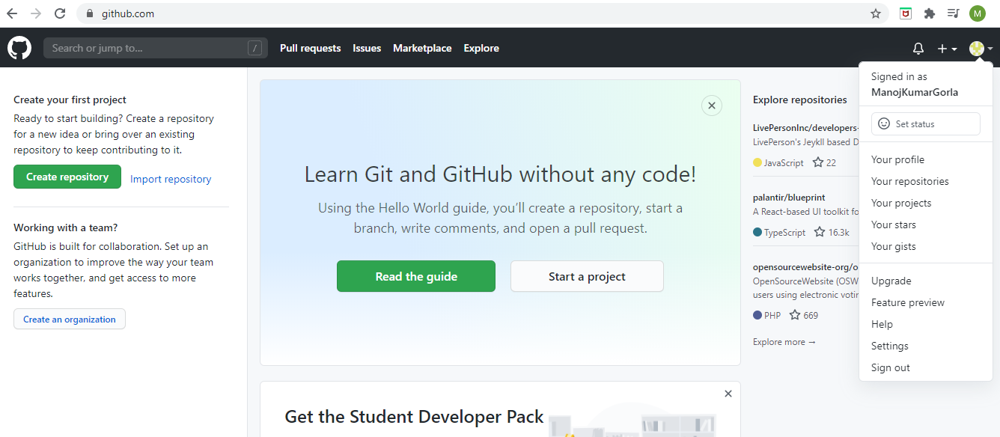 github.com
M
Search or jump to...
/
Pull requests
Issues
Marketplace
Explore
Create your first project
Ready to start building? Create a repository
for a new idea or bring over an existing
repository to keep contributing to it.
Create repository
Import repository
Working with a team?
GitHub is built for collaboration. Set up an
organization to improve the way your team
works together, and get access to more
features.
Create an organization
Learn Git and GitHub without any code!
Using the Hello World guide, you’ll create a repository, start a
branch, write comments, and open a pull request.
Read the guide
Start a project
Get the Student Developer Pack
Explore repositories
LivePersonInc/developers-
LivePerson's Jeykll based D
JavaScript 22
palantir/blueprint
A React-based UI toolkit fo
TypeScript 16.3k
opensourcewebsite-org/o
OpenSourceWebsite (OSW
users using electronic votin
PHP 669
Explore more →
Signed in as
ManojKumarGorla
Set status
Your profile
Your repositories
Your projects
Your stars
Your gists
Upgrade
Feature preview
Help
Settings
Sign out